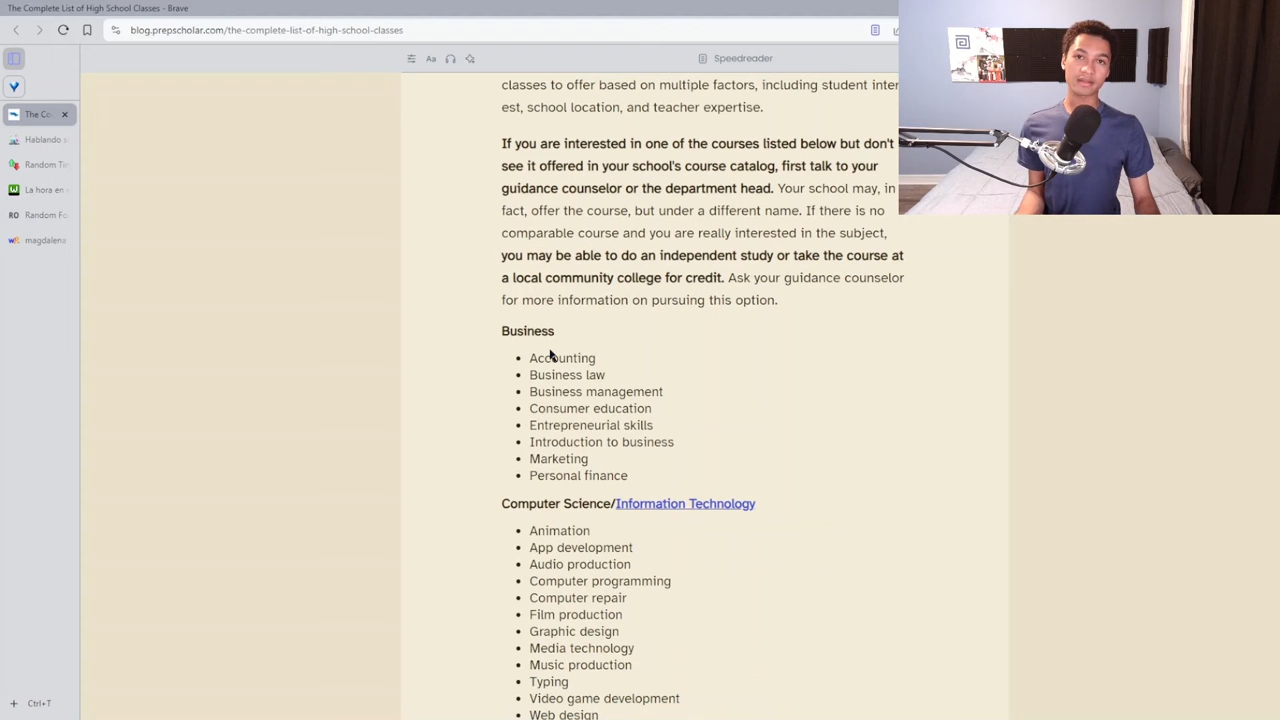 The Complete List of High School Classes - Brave
blog.prepscholar.com/the-complete-list-of-high-school-classes
Aa
Speedreader
The Co
Hablando
Random Ti
La hora en
Random Fo
magdalena
Ctrl+T
classes to offer based on multiple factors, including student inter
est, school location, and teacher expertise.
If you are interested in one of the courses listed below but don't
see it offered in your school's course catalog, first talk to your
guidance counselor or the department head. Your school may, in
fact, offer the course, but under a different name. If there is no
comparable course and you are really interested in the subject,
you may be able to do an independent study or take the course at
a local community college for credit. Ask your guidance counselor
for more information on pursuing this option.
Business
Accounting
Business law
Business management
Consumer education
Entrepreneurial skills
Introduction to business
Marketing
Personal finance
Computer Science/Information Technology
Animation
App development
Audio production
Computer programming
Computer repair
Film production
Graphic design
Media technology
Music production
Typing
Video game development
Web design